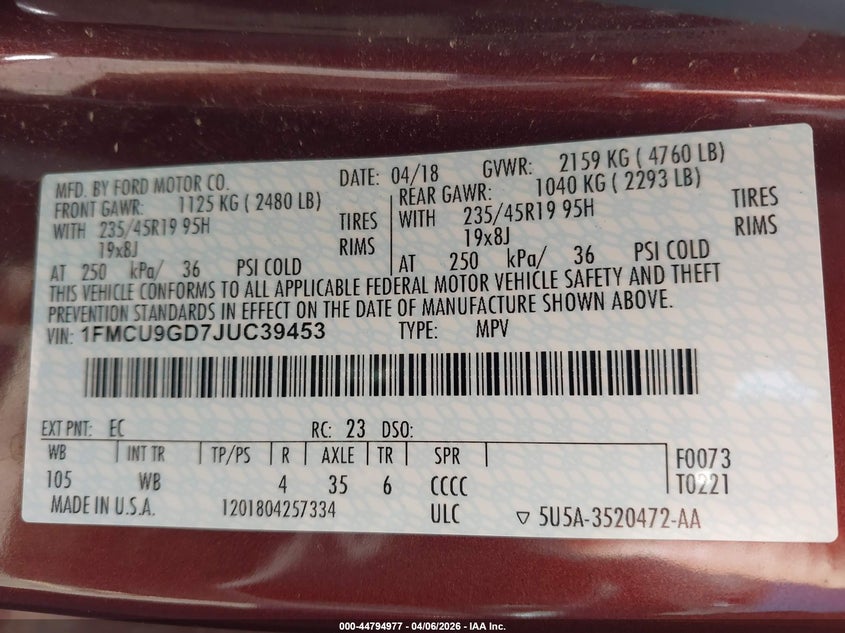 MFD. BY FORD MOTOR CO. DATE: 04/18 GVWR: 2159 KG ( 4760 LB)
FRONT GAWR: 1125 KG ( 2480 LB) REAR GAWR: 1040 KG ( 2293 LB)
WITH 235/45R19 95H TIRES WITH 235/45R19 95H TIRES
19x8J RIMS 19x8J RIMS
AT 250 kPa/ 36 PSI COLD AT 250 kPa/ 36 PSI COLD
THIS VEHICLE CONFORMS TO ALL APPLICABLE FEDERAL MOTOR VEHICLE SAFETY AND THEFT
PREVENTION STANDARDS IN EFFECT ON THE DATE OF MANUFACTURE SHOWN ABOVE.
VIN: 1FMCU9GD7JUC39453 TYPE: MPV
EXT PNT: EC RC: 23 DSO:
WB INT TR TP/PS R AXLE TR SPR F0073
105 WB 4 35 6 CCCC T0221
MADE IN U.S.A. 1201804257334 ULC ▽ 5U5A-3520472-AA
000-44794977 - 04/06/2026 - IAA Inc.